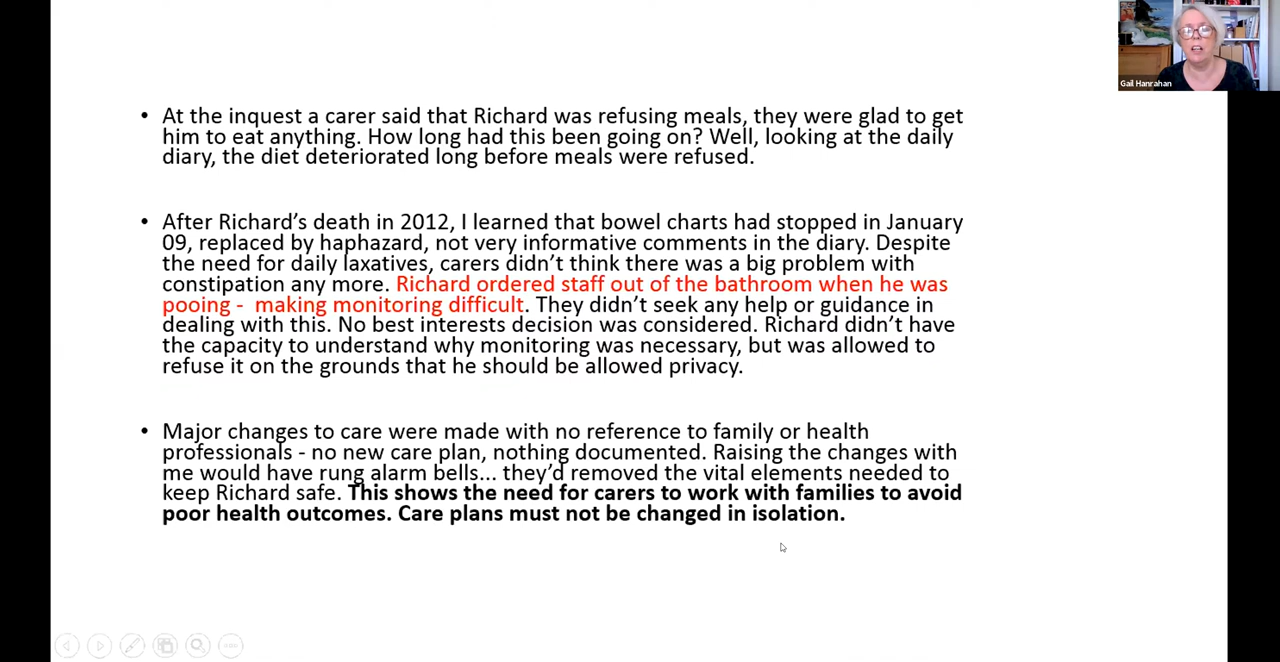 Gail Hanrahan
• At the inquest a carer said that Richard was refusing meals, they were glad to get
him to eat anything. How long had this been going on? Well, looking at the daily
diary, the diet deteriorated long before meals were refused.
• After Richard’s death in 2012, I learned that bowel charts had stopped in January
09, replaced by haphazard, not very informative comments in the diary. Despite
the need for daily laxatives, carers didn’t think there was a big problem with
constipation any more. Richard ordered staff out of the bathroom when he was
pooing -  making monitoring difficult. They didn’t seek any help or guidance in
dealing with this. No best interests decision was considered. Richard didn’t have
the capacity to understand why monitoring was necessary, but was allowed to
refuse it on the grounds that he should be allowed privacy.
• Major changes to care were made with no reference to family or health
professionals - no new care plan, nothing documented. Raising the changes with
me would have rung alarm bells... they’d removed the vital elements needed to
keep Richard safe. This shows the need for carers to work with families to avoid
poor health outcomes. Care plans must not be changed in isolation.